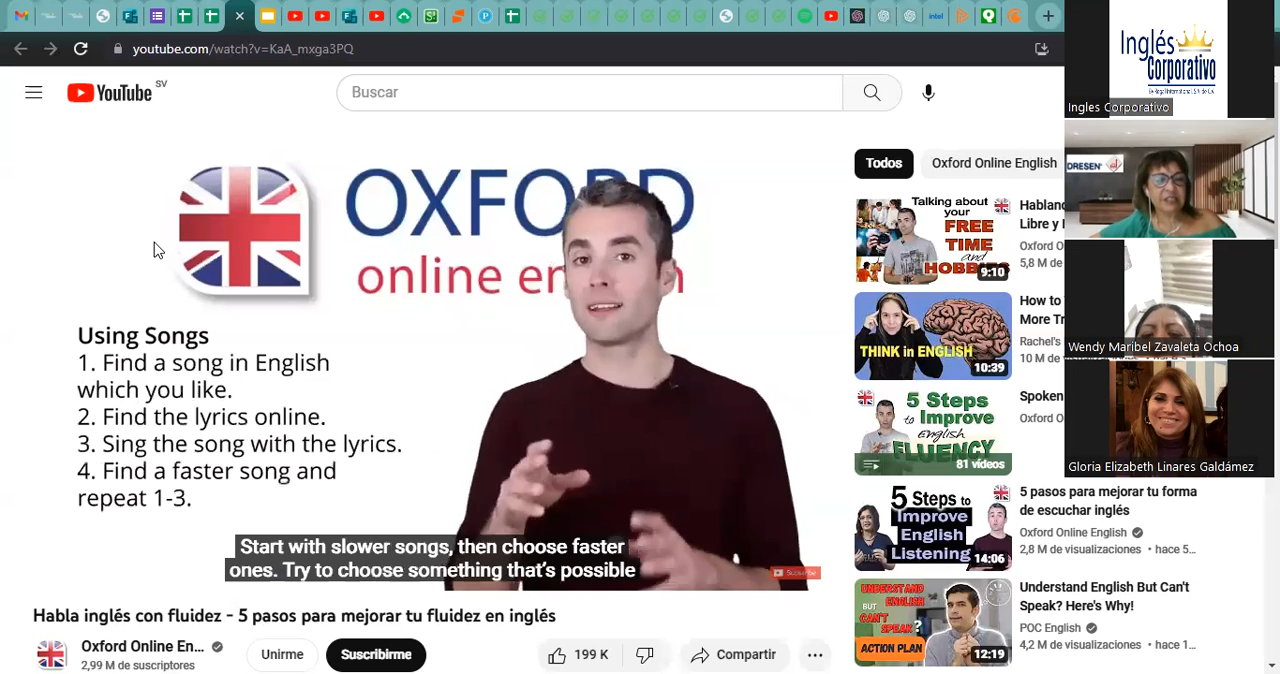 youtube.com/watch?v=KaA_mxga3PQ
YouTube SV
Buscar
OXFORD
online en
Using Songs
1. Find a song in English
which you like.
2. Find the lyrics online.
3. Sing the song with the lyrics.
4. Find a faster song and
repeat 1-3.
Start with slower songs, then choose faster
ones. Try to choose something that's possible
Subscribe
Habla inglés con fluidez - 5 pasos para mejorar tu fluidez en inglés
Oxford Online En...
2,99 M de suscriptores
Unirme
Suscribirme
199 K
Compartir
Todos
Oxford Online English
Talking about
your
FREE
TIME
and
HOBBIES
9:10
Habland
Libre y
Oxford O
5,8 M de
THINK in ENGLISH
10:39
How to
More Tr
Rachel's
10 M de
5 Steps
to Improve
english
FLUENCY
81 vídeos
Spoken
Oxford O
5 Steps to
Improve
English
Listening
14:06
5 pasos para mejorar tu forma
de escuchar inglés
Oxford Online English
2,8 M de visualizaciones • hace 5...
UNDERSTAND
ENGLISH
BUT
CAN'T
SPEAK?
ACTION PLAN
12:19
Understand English But Can't
Speak? Here's Why!
POC English
4,2 M de visualizaciones • hace 1...
Inglés
Corporativo
Ingles Corporativo
DRESEN
Wendy Maribel Zavaleta Ochoa
Gloria Elizabeth Linares Galdámez